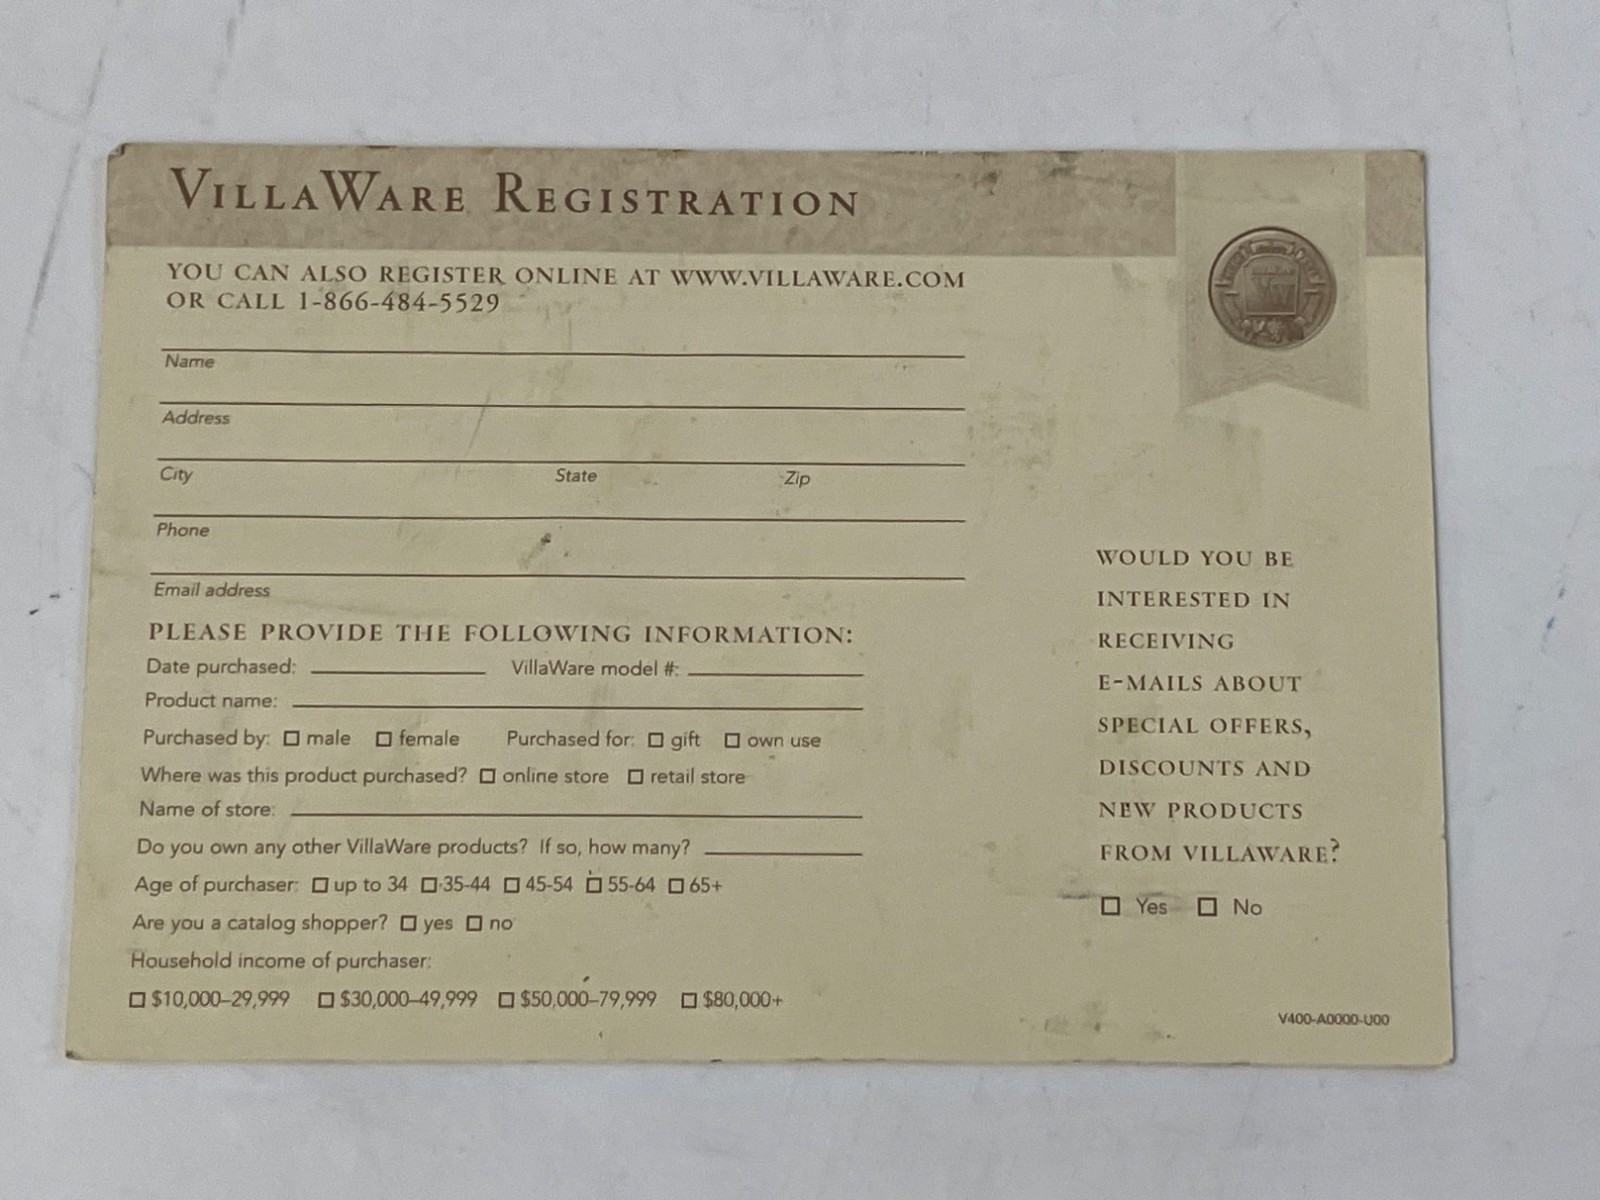 VILLAWARE REGISTRATION
YOU CAN ALSO REGISTER ONLINE AT WWW.VILLAWARE.COM
OR CALL 1-866-484-5529
Name
Address
City State Zip
Phone
Email address
PLEASE PROVIDE THE FOLLOWING INFORMATION:
Date purchased: VillaWare model #:
Product name:
Purchased by: male female Purchased for: gift own use
Where was this product purchased? online store retail store
Name of store:
Do you own any other VillaWare products? If so, how many?
Age of purchaser: up to 34 35-44 45-54 55-64 65+
Are you a catalog shopper? yes no
Household income of purchaser:
$10,000–29,999 $30,000–49,999 $50,000–79,999 $80,000+
VW
WOULD YOU BE
INTERESTED IN
RECEIVING
E-MAILS ABOUT
SPECIAL OFFERS,
DISCOUNTS AND
NEW PRODUCTS
FROM VILLAWARE?
Yes No
V400-A0000-U00